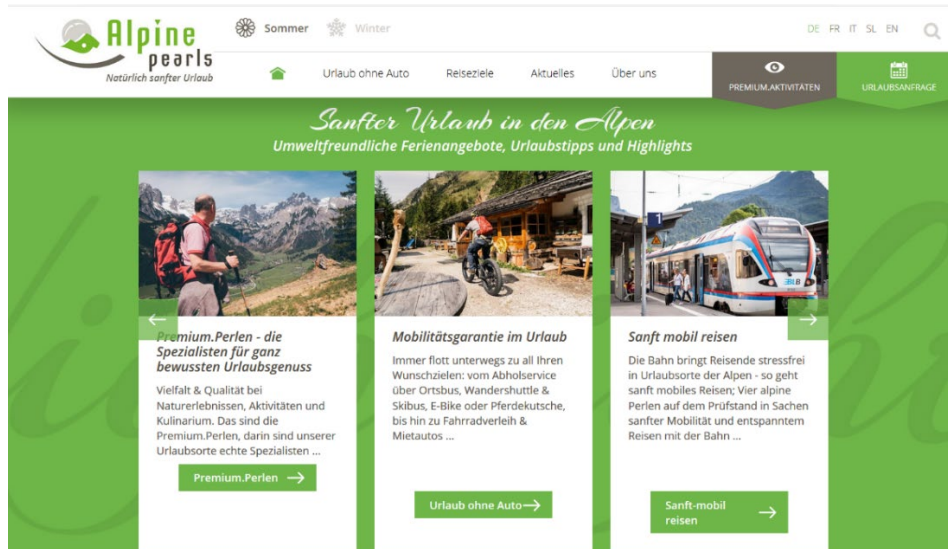 Alpine
pearls
Natürlich sanfter Urlaub
Sommer
Winter
DE FR IT SL EN
Urlaub ohne Auto
Reiseziele
Aktuelles
Über uns
PREMIUM.AKTIVITÄTEN
URLAUBSANFRAGE
Sanfter Urlaub in den Alpen
Umweltfreundliche Ferienangebote, Urlaubstipps und Highlights
Premium.Perlen - die
Spezialisten für ganz
bewussten Urlaubsgenuss
Vielfalt & Qualität bei
Naturerlebnissen, Aktivitäten und
Kulinarium. Das sind die
Premium.Perlen, darin sind unserer
Urlaubsorte echte Spezialisten ...
Premium.Perlen
Mobilitätsgarantie im Urlaub
Immer flott unterwegs zu all Ihren
Wunschzielen: vom Abholservice
über Ortsbus, Wandershuttle &
Skibus, E-Bike oder Pferdekutsche,
bis hin zu Fahrradverleih &
Mietautos ...
Urlaub ohne Auto
1
BLB
Sanft mobil reisen
Die Bahn bringt Reisende stressfrei
in Urlaubsorte der Alpen - so geht
sanft mobiles Reisen; Vier alpine
Perlen auf dem Prüfstand in Sachen
sanfter Mobilität und entspanntem
Reisen mit der Bahn ...
Sanft-mobil
reisen